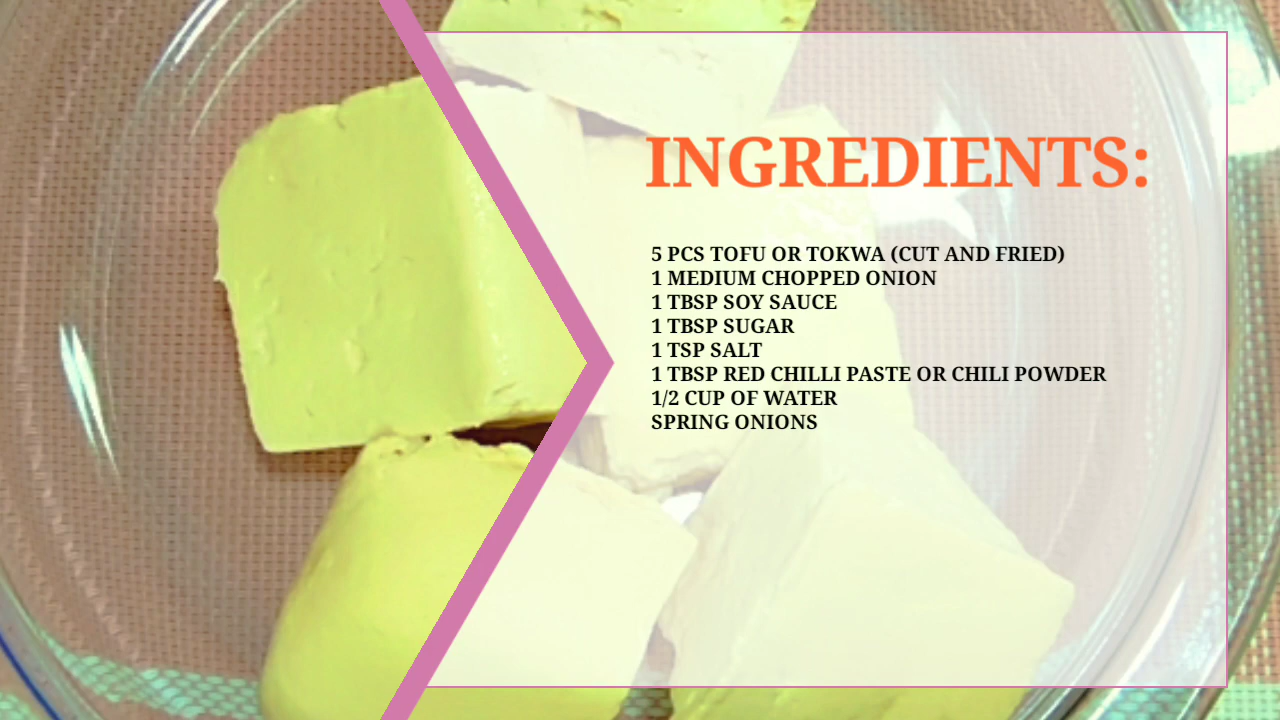 INGREDIENTS:
5 PCS TOFU OR TOKWA (CUT AND FRIED)
1 MEDIUM CHOPPED ONION
1 TBSP SOY SAUCE
1 TBSP SUGAR
1 TSP SALT
1 TBSP RED CHILLI PASTE OR CHILI POWDER
1/2 CUP OF WATER
SPRING ONIONS